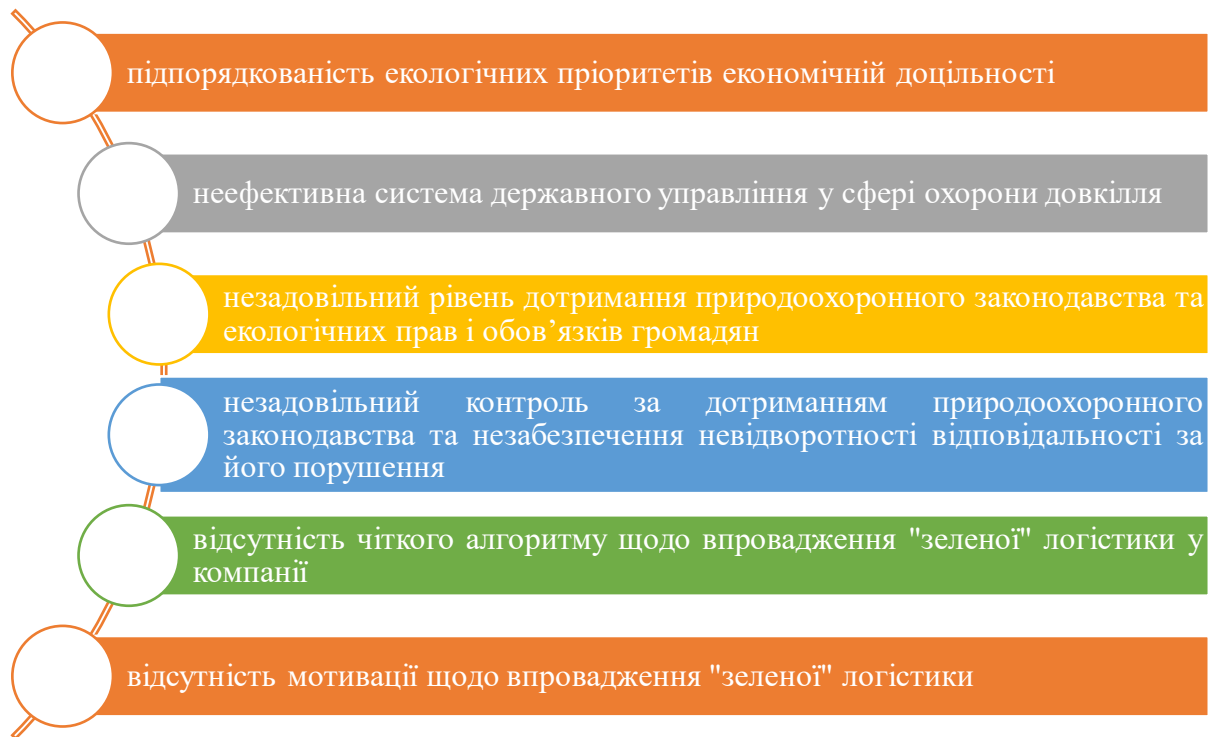 підпорядкованість екологічних пріоритетів економічній доцільності
неефективна система державного управління у сфері охорони довкілля
незадовільний рівень дотримання природоохоронного законодавства та
екологічних прав і обов’язків громадян
незадовільний контроль за дотриманням природоохоронного
законодавства та незабезпечення невідворотності відповідальності за
його порушення
відсутність чіткого алгоритму щодо впровадження "зеленої" логістики у
компанії
відсутність мотивації щодо впровадження "зеленої" логістики